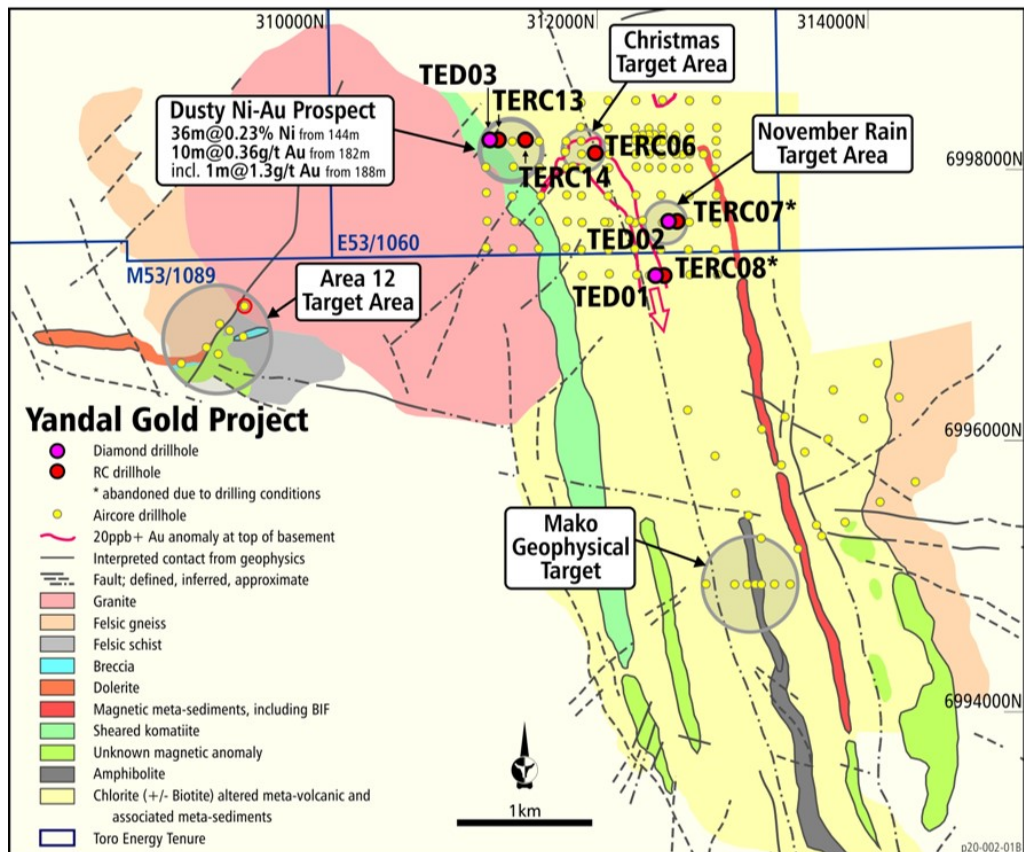 310000N
312000N
314000N
Christmas
Target Area
TED03
TERC13
Dusty Ni-Au Prospect
36m@0.23% Ni from 144m
10m@0.36g/t Au from 182m
incl. 1m@1.3g/t Au from 188m
November Rain
Target Area
TERC06
6998000N
TERC14
TERC07*
TED02
E53/1060
M53/1089
TERC08*
Area 12
Target Area
TED01
Yandal Gold Project
Diamond drillhole
RC drillhole
* abandoned due to drilling conditions
Aircore drillhole
20ppb+ Au anomaly at top of basement
Interpreted contact from geophysics
Fault; defined, inferred, approximate
Granite
Felsic gneiss
Felsic schist
Breccia
Dolerite
Magnetic meta-sediments, including BIF
Sheared komatiite
Unknown magnetic anomaly
Amphibolite
Chlorite (+/- Biotite) altered meta-volcanic and
associated meta-sediments
Toro Energy Tenure
6996000N
Mako
Geophysical
Target
6994000N
1km
p20-002-01B